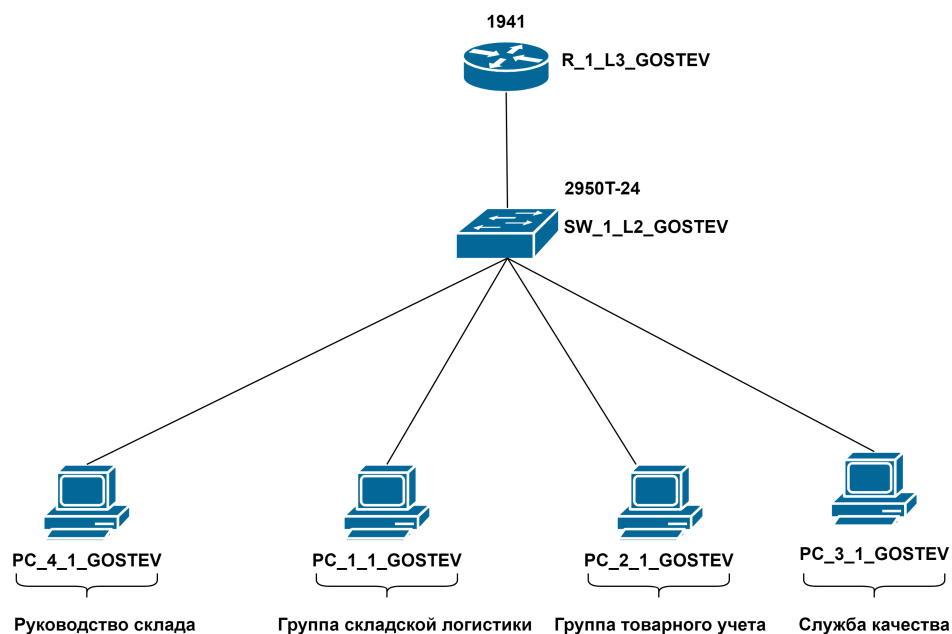 1941
R_1_L3_GOSTEV
2950T-24
SW_1_L2_GOSTEV
PC_4_1_GOSTEV
PC_1_1_GOSTEV
PC_2_1_GOSTEV
PC_3_1_GOSTEV
Руководство склада
Группа складской логистики
Группа товарного учета
Служба качества